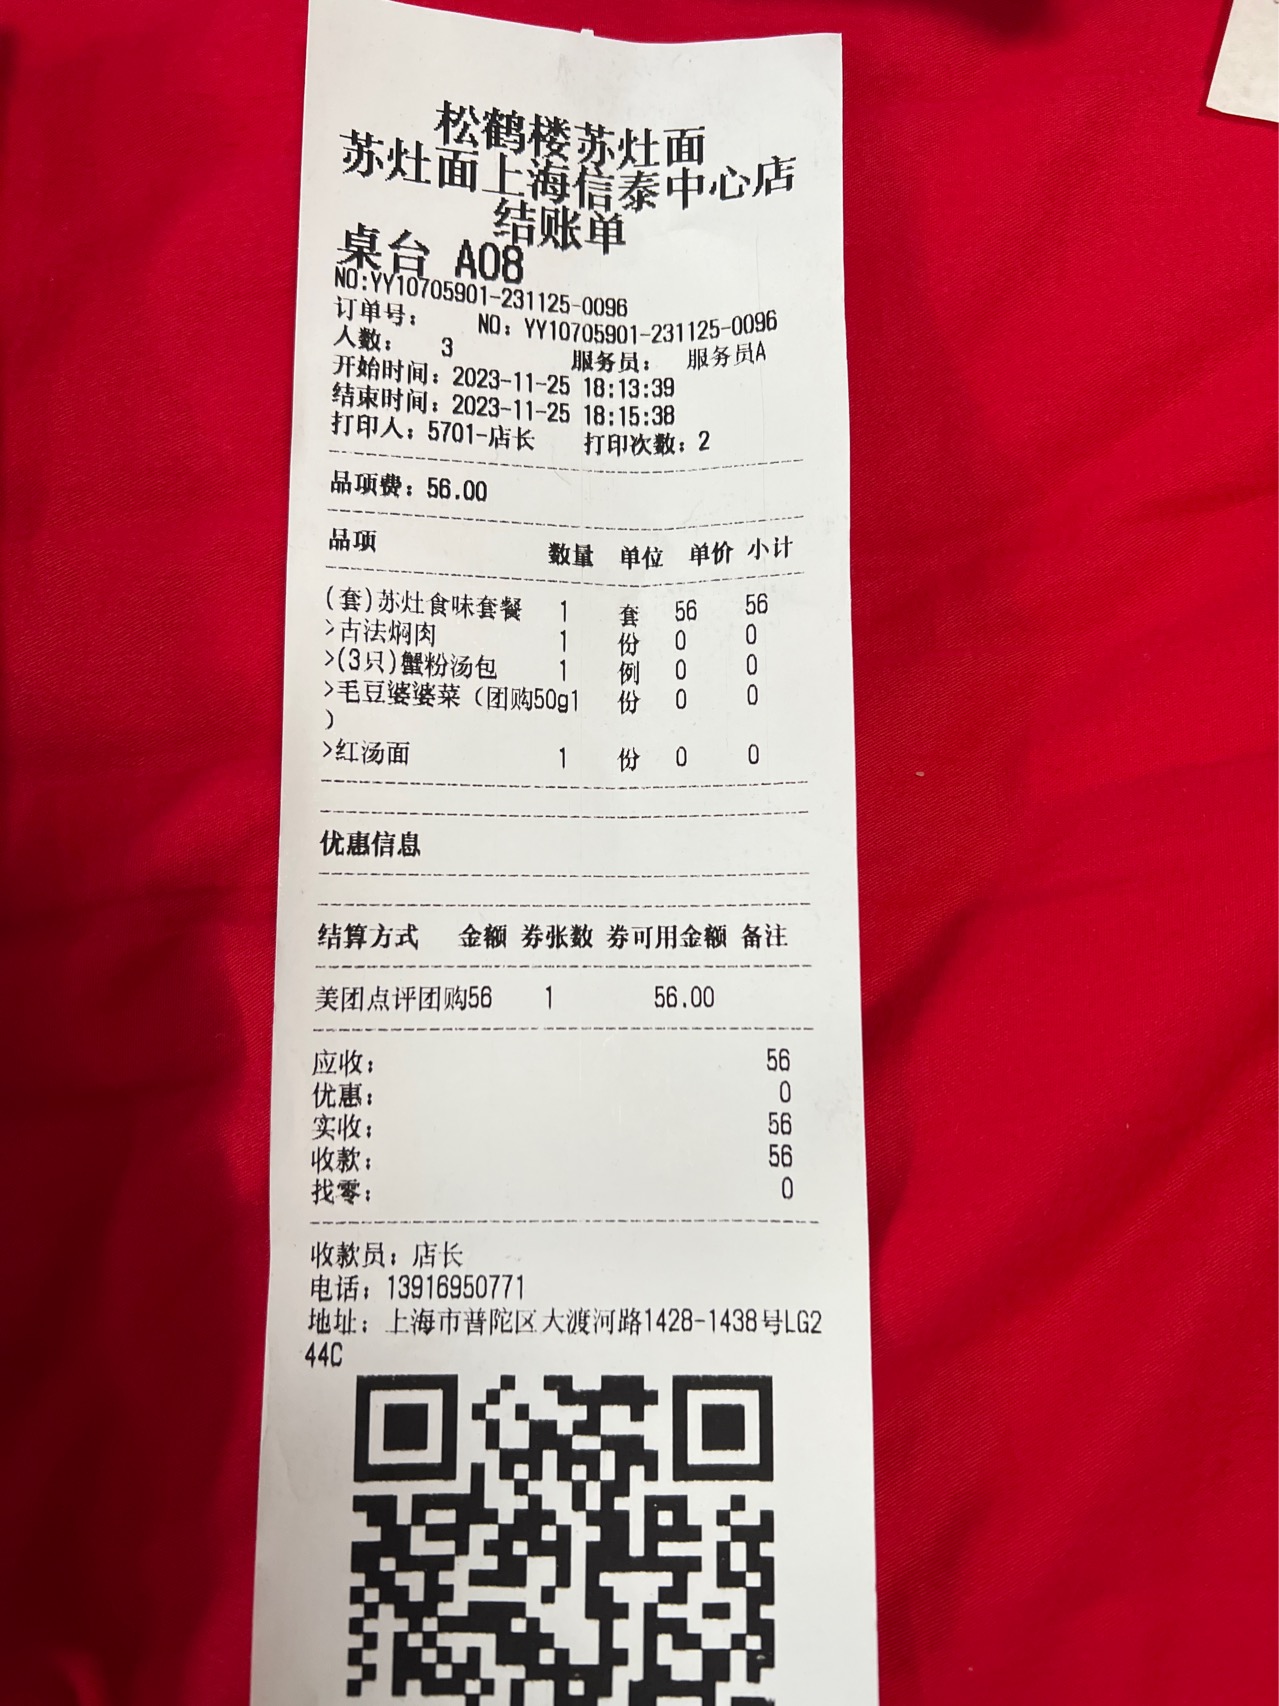 松鹤楼苏灶面
苏灶面上海信泰中心店
结账单
桌台 A08
NO:YY10705901-231125-0096
订单号： NO：YY10705901-231125-0096
人数： 3 服务员： 服务员A
开始时间：2023-11-25 18:13:39
结束时间：2023-11-25 18:15:38
打印人：5701-店长 打印次数：2
品项费：56.00
品项 数量 单位 单价 小计
(套)苏灶食味套餐 1 套 56 56
>古法焖肉 1 份 0 0
>(3只)蟹粉汤包 1 例 0 0
>毛豆婆婆菜（团购50g1 份 0 0
）
>红汤面 1 份 0 0
优惠信息
结算方式 金额 券张数 券可用金额 备注
美团点评团购56 1 56.00
应收： 56
优惠： 0
实收： 56
收款： 56
找零： 0
收款员：店长
电话：13916950771
地址：上海市普陀区大渡河路1428-1438号LG2
44C